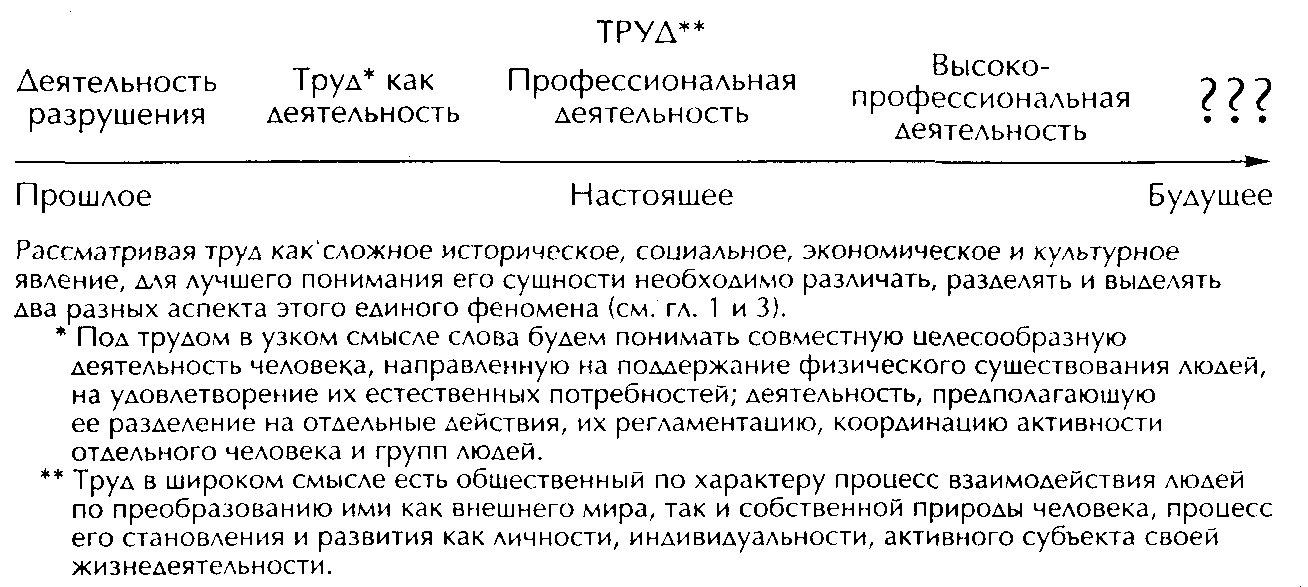 ТРУД**
Деятельность разрушения
Труд* как деятельность
Профессиональная деятельность
Высоко-
профессиональная
деятельность
???
Прошлое Настоящее Будущее
Рассматривая труд как сложное историческое, социальное, экономическое и культурное
явление, для лучшего понимания его сущности необходимо различать, разделять и выделять
два разных аспекта этого единого феномена (см. гл. 1 и 3).
* Под трудом в узком смысле слова будем понимать совместную целесообразную
деятельность человека, направленную на поддержание физического существования людей,
на удовлетворение их естественных потребностей; деятельность, предполагающую
ее разделение на отдельные действия, их регламентацию, координацию активности
отдельного человека и групп людей.
** Труд в широком смысле есть общественный по характеру процесс взаимодействия людей
по преобразованию ими как внешнего мира, так и собственной природы человека, процесс
его становления и развития как личности, индивидуальности, активного субъекта своей
жизнедеятельности.